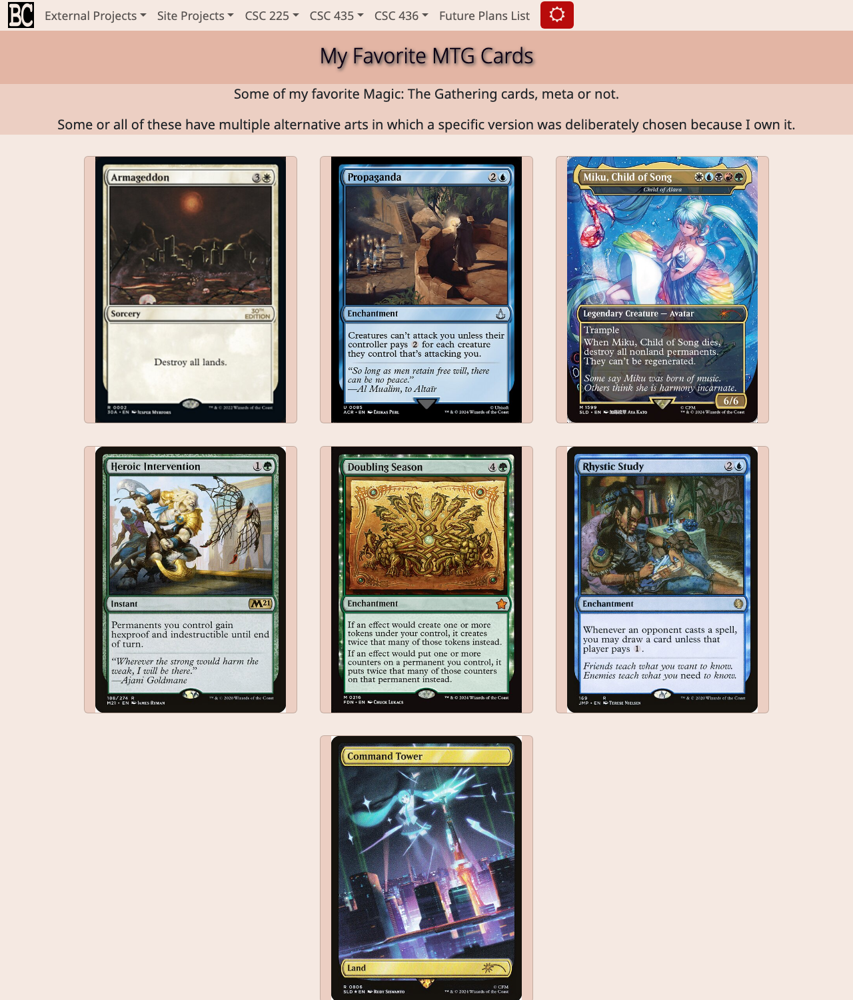 BC External Projects Site Projects CSC 225 CSC 435 CSC 436 Future Plans List
My Favorite MTG Cards
Some of my favorite Magic: The Gathering cards, meta or not.
Some or all of these have multiple alternative arts in which a specific version was deliberately chosen because I own it.
Armageddon 3
Sorcery 30TH EDITION
Destroy all lands.
R 0002
30A • EN Jesper Myrfors ™ & © 2022 Wizards of the Coast
Propaganda 2
Enchantment
Creatures can't attack you unless their
controller pays 2 for each creature
they control that's attacking you.
“So long as men retain free will, there
can be no peace.”
—Al Mualim, to Altaïr
U 0085 © Ubisoft
ACR • EN Erikas Perl ™ & © 2024 Wizards of the Coast
Miku, Child of Song
Child of Alara
Legendary Creature — Avatar
Trample
When Miku, Child of Song dies,
destroy all nonland permanents.
They can't be regenerated.
Some say Miku was born of music.
Others think she is harmony incarnate.
6/6
M 1599 © CFM
SLD • EN 加藤綾華 Aya Kato ™ & © 2024 Wizards of the Coast
Heroic Intervention 1
Instant M21
Permanents you control gain
hexproof and indestructible until end
of turn.
“Wherever the strong would harm the
weak, I will be there.”
—Ajani Goldmane
188/274 R
M21 • EN James Ryman ™ & © 2020 Wizards of the Coast
Doubling Season 4
Enchantment
If an effect would create one or more
tokens under your control, it creates
twice that many of those tokens instead.
If an effect would put one or more
counters on a permanent you control, it
puts twice that many of those counters
on that permanent instead.
M 0216
FDN • EN Chuck Lukacs ™ & © 2024 Wizards of the Coast
Rhystic Study 2
Enchantment
Whenever an opponent casts a spell,
you may draw a card unless that
player pays 1.
Friends teach what you want to know.
Enemies teach what you need to know.
169 R
JMP • EN Terese Nielsen ™ & © 2020 Wizards of the Coast
Command Tower
Land
R 0806 © CFM
SLD ★ EN Rudy Siswanto ™ & © 2024 Wizards of the Coast